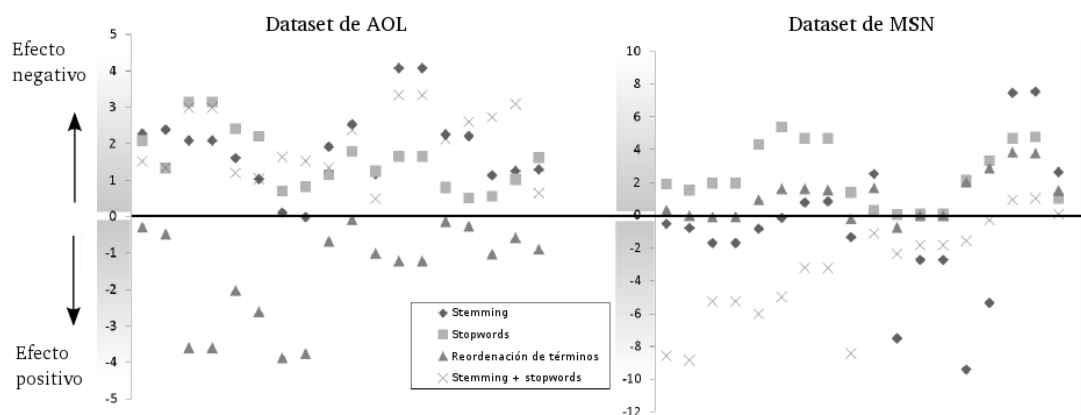 Dataset de AOL
Dataset de MSN
Efecto
negativo
Efecto
positivo
5
4
3
2
1
0
-1
-2
-3
-4
-5
Stemming
Stopwords
Reordenación de términos
Stemming + stopwords
10
8
6
4
2
0
-2
-4
-6
-8
-10
-12